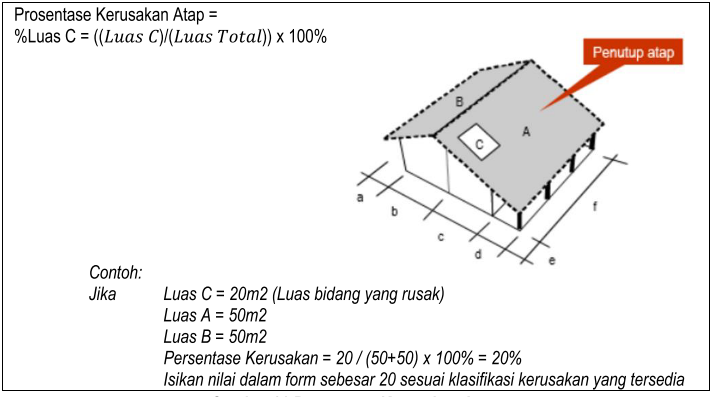 Prosentase Kerusakan Atap =
%Luas C = ((Luas C)/(Luas Total)) x 100%
Penutup atap
B
A
C
a
b
c
d
e
f
Contoh:
Jika Luas C = 20m2 (Luas bidang yang rusak)
Luas A = 50m2
Luas B = 50m2
Persentase Kerusakan = 20 / (50+50) x 100% = 20%
Isikan nilai dalam form sebesar 20 sesuai klasifikasi kerusakan yang tersedia